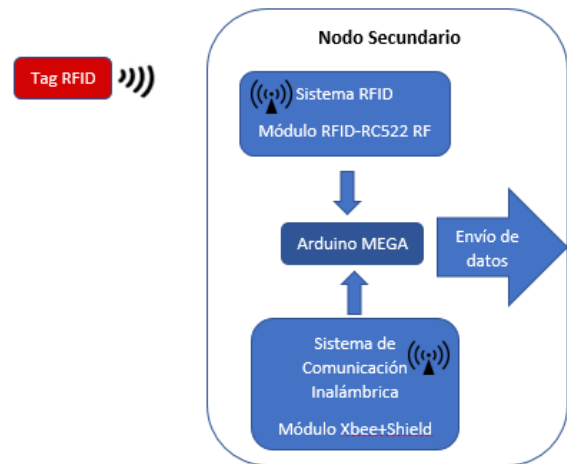 Nodo Secundario
Tag RFID
Sistema RFID
Módulo RFID-RC522 RF
Arduino MEGA
Envío de
datos
Sistema de
Comunicación
Inalámbrica
Módulo Xbee+Shield